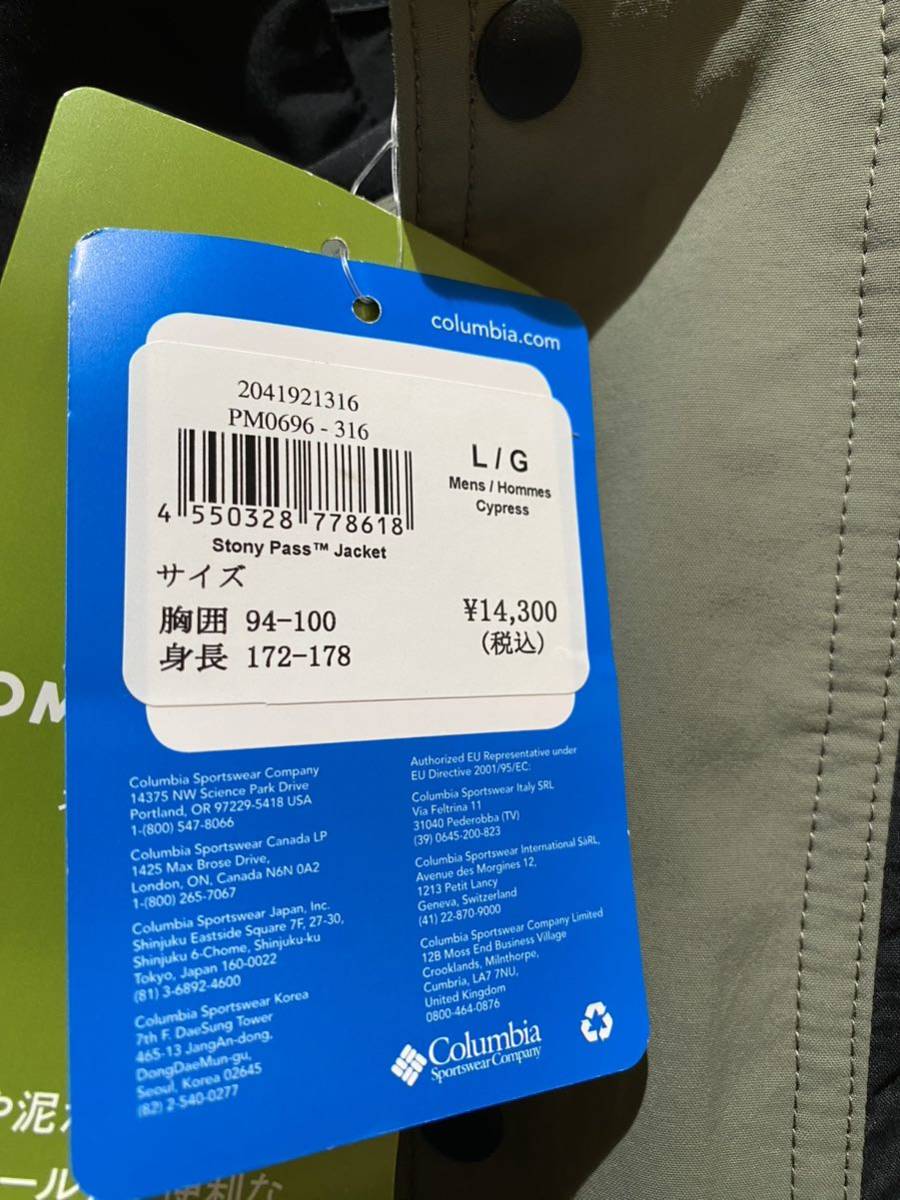 columbia.com
2041921316
PM0696 - 316
4 550328 778618
Stony Pass™ Jacket
L / G
Mens / Hommes
Cypress
サイズ
胸囲 94-100
身長 172-178
¥14,300
(税込)
Columbia Sportswear Company
14375 NW Science Park Drive
Portland, OR 97229-5418 USA
1-(800) 547-8066
Columbia Sportswear Canada LP
1425 Max Brose Drive,
London, ON, Canada N6N 0A2
1-(800) 265-7067
Columbia Sportswear Japan, Inc.
Shinjuku Eastside Square 7F, 27-30,
Shinjuku 6-Chome, Shinjuku-ku
Tokyo, Japan 160-0022
(81) 3-6892-4600
Columbia Sportswear Korea
7th F. DaeSung Tower
465-13 JangAn-dong,
DongDaeMun-gu,
Seoul, Korea 02645
(82) 2-540-0277
Authorized EU Representative under
EU Directive 2001/95/EC:
Columbia Sportswear Italy SRL
Via Feltrina 11
31040 Pederobba (TV)
(39) 0645-200-823
Columbia Sportswear International SàRL,
Avenue des Morgines 12,
1213 Petit Lancy
Geneva, Switzerland
(41) 22-870-9000
Columbia Sportswear Company Limited
12B Moss End Business Village
Crooklands, Milnthorpe,
Cumbria, LA7 7NU,
United Kingdom
0800-464-0876
Columbia
Sportswear Company
OM
や泥
ール
便利な